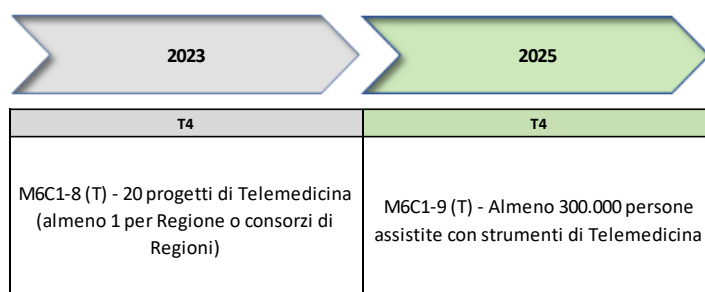 2023
2025
T4
T4
M6C1-8 (T) - 20 progetti di Telemedicina
(almeno 1 per Regione o consorzi di
Regioni)
M6C1-9 (T) - Almeno 300.000 persone
assistite con strumenti di Telemedicina